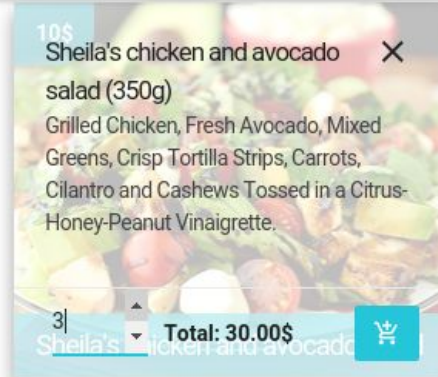 10$
Sheila's chicken and avocado
salad (350g)
Grilled Chicken, Fresh Avocado, Mixed
Greens, Crisp Tortilla Strips, Carrots,
Cilantro and Cashews Tossed in a Citrus-
Honey-Peanut Vinaigrette.
3
Total: 30.00$
Sheila's chicken and avocado